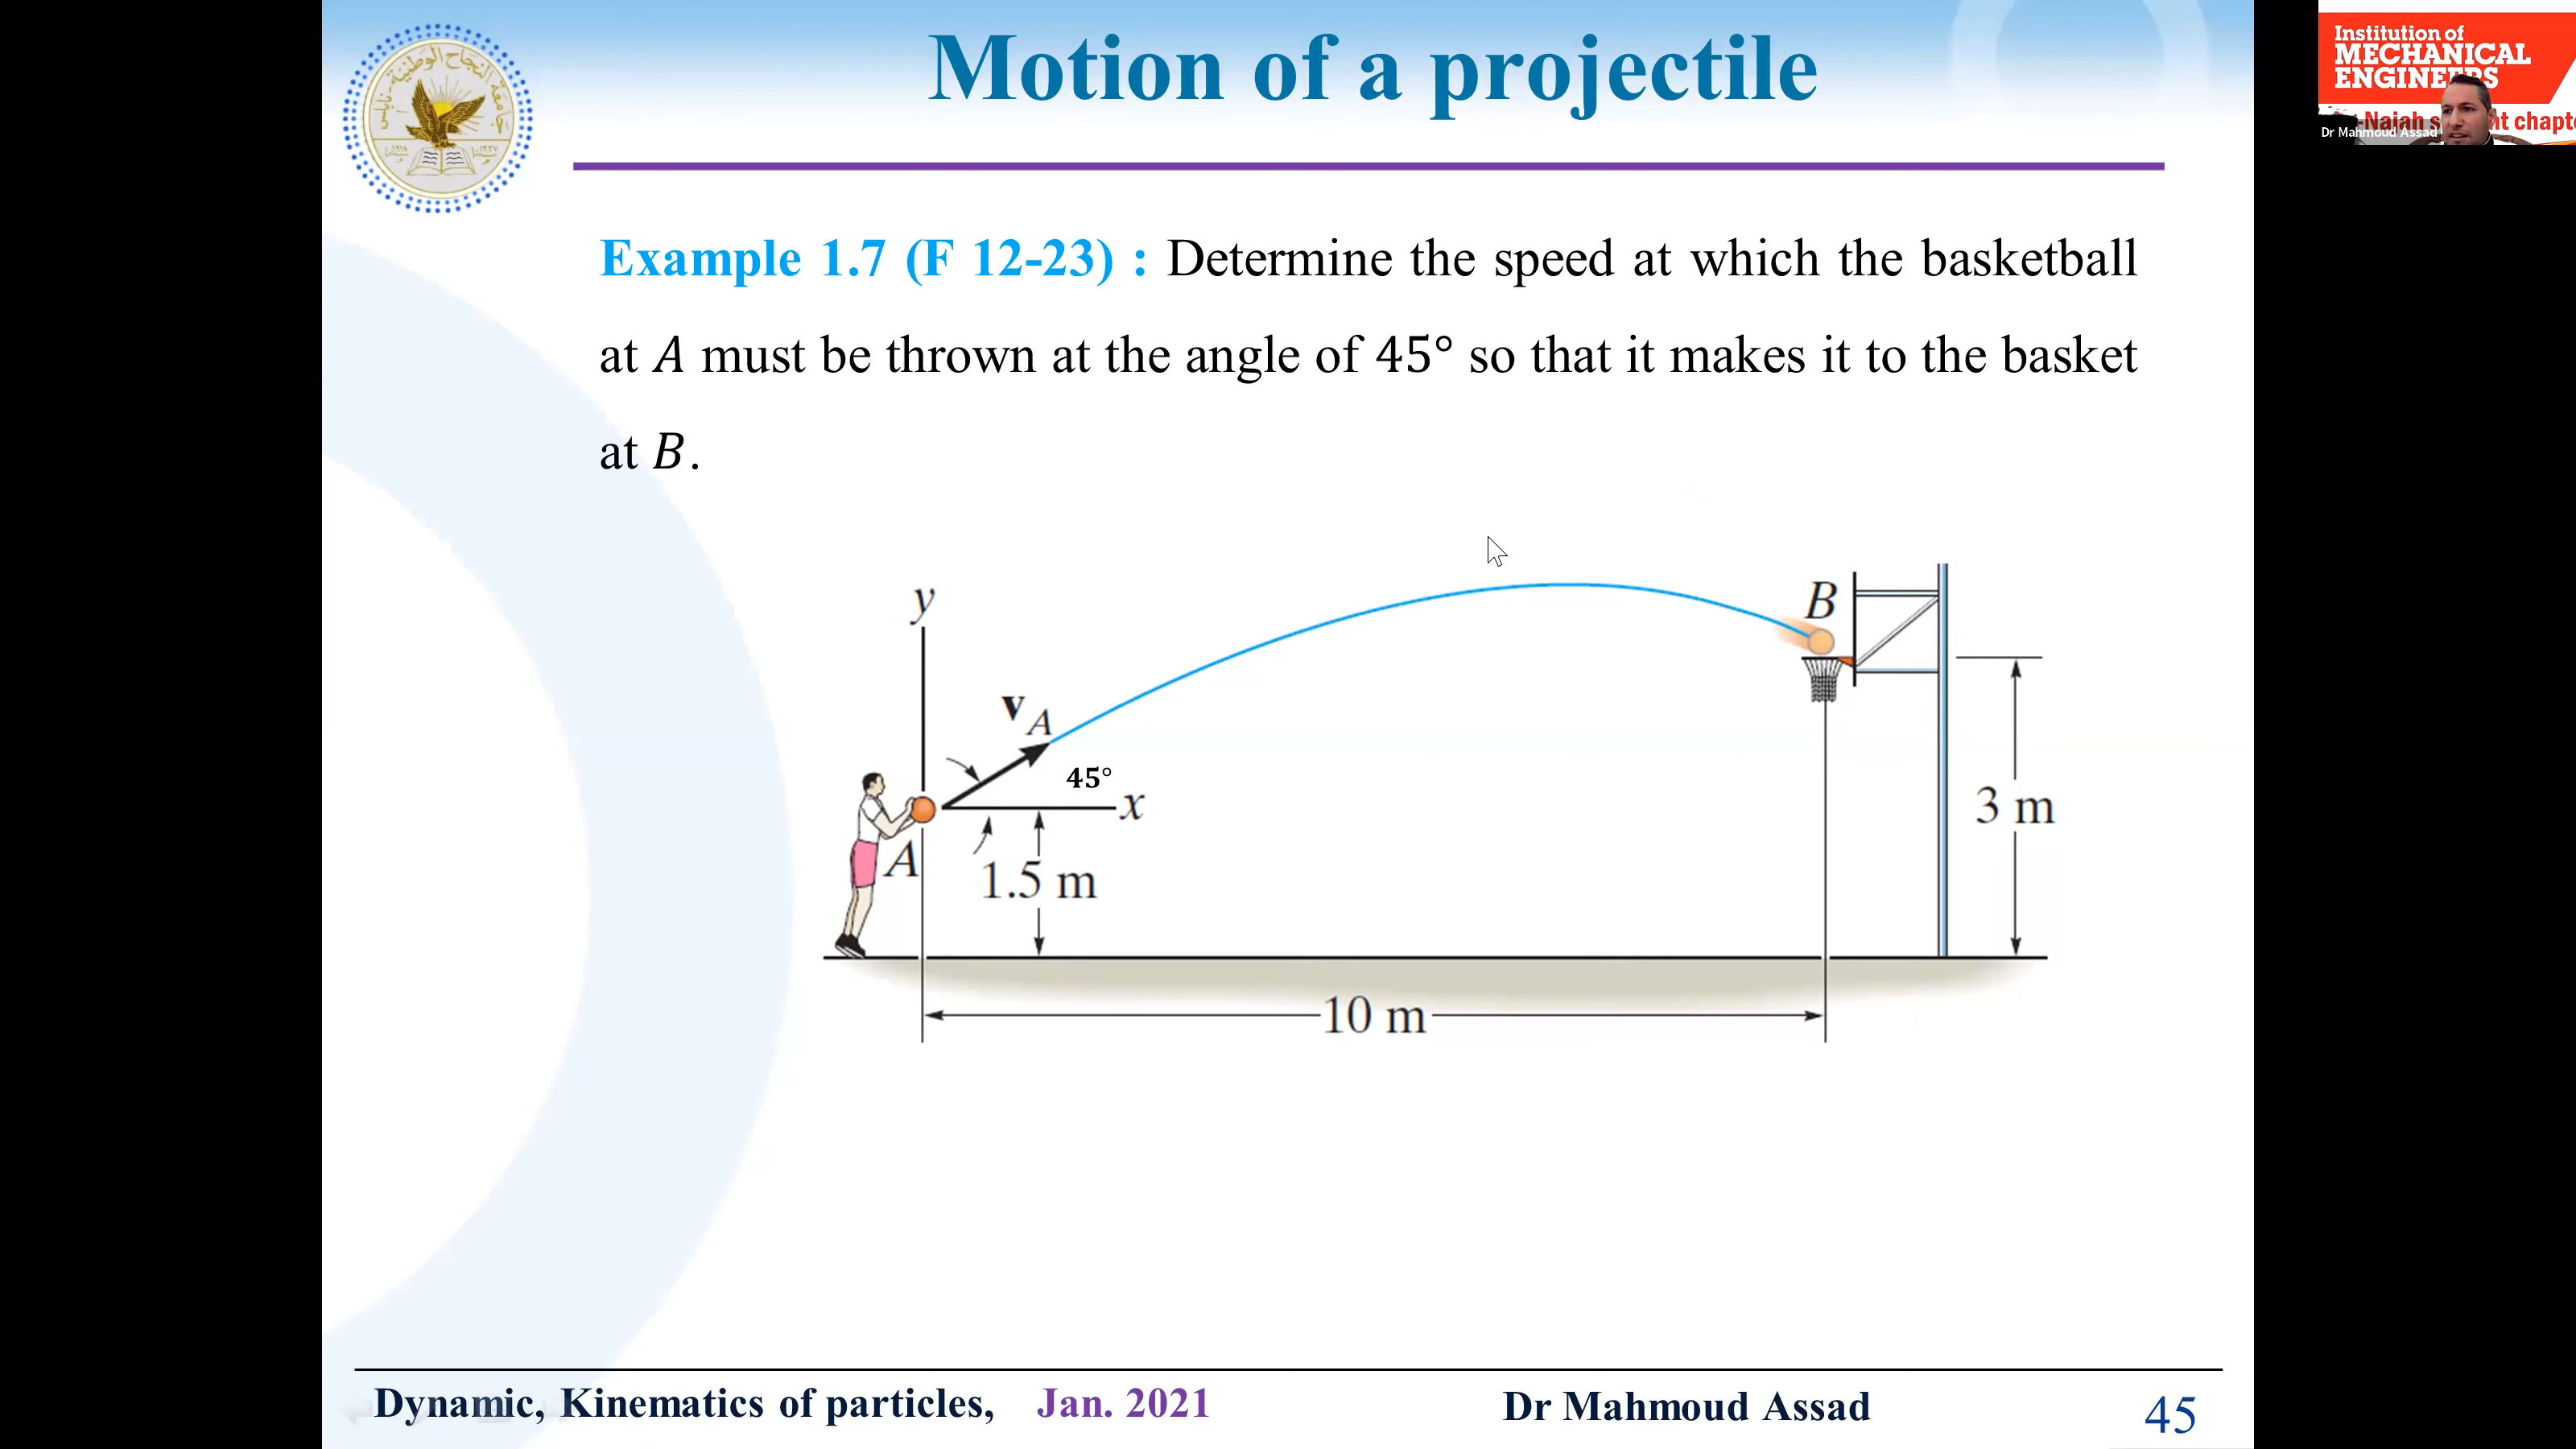 Motion of a projectile
Institution of
MECHANICAL
ENGINEERS
Dr Mahmoud Assad
Example 1.7 (F 12-23) : Determine the speed at which the basketball
at A must be thrown at the angle of 45° so that it makes it to the basket
at B.
y
B
v A
45°
x
3 m
A
1.5 m
10 m
Dynamic, Kinematics of particles, Jan. 2021
Dr Mahmoud Assad
45